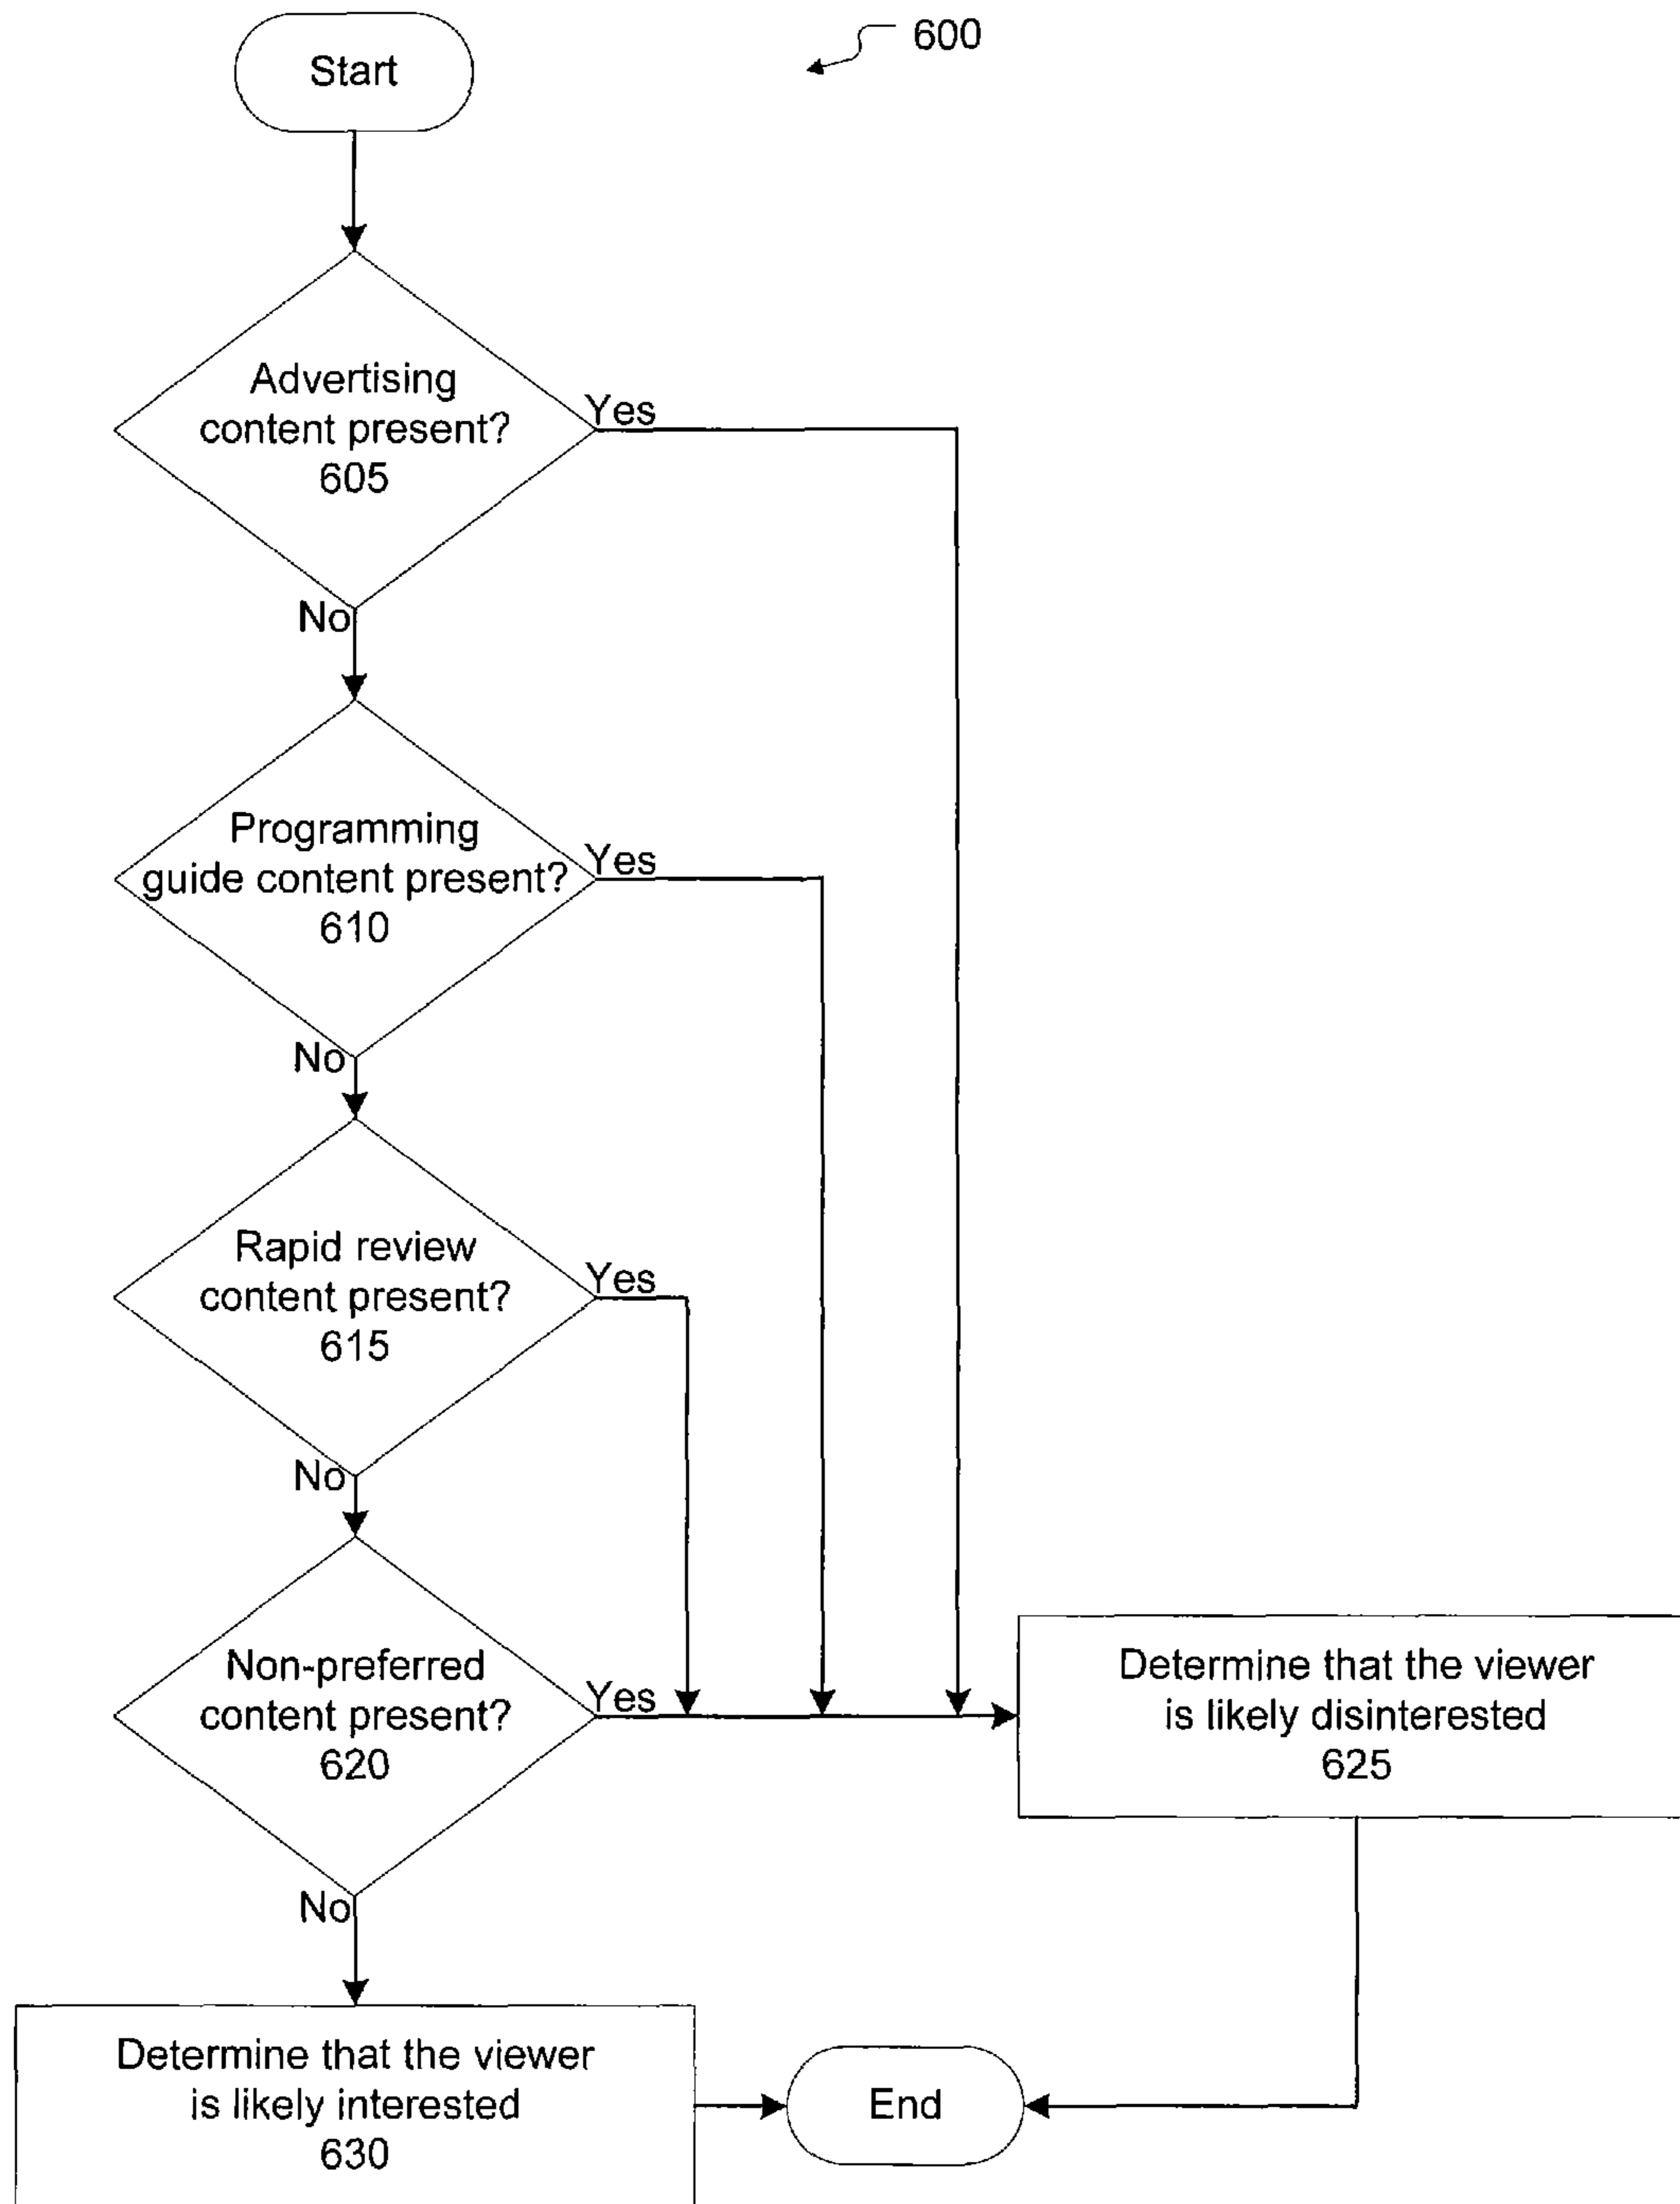 600
Start
Advertising
content present?
605
Yes
No
Programming
guide content present?
610
Yes
No
Rapid review
content present?
615
Yes
No
Non-preferred
content present?
620
Yes
No
Determine that the viewer
is likely disinterested
625
Determine that the viewer
is likely interested
630
End